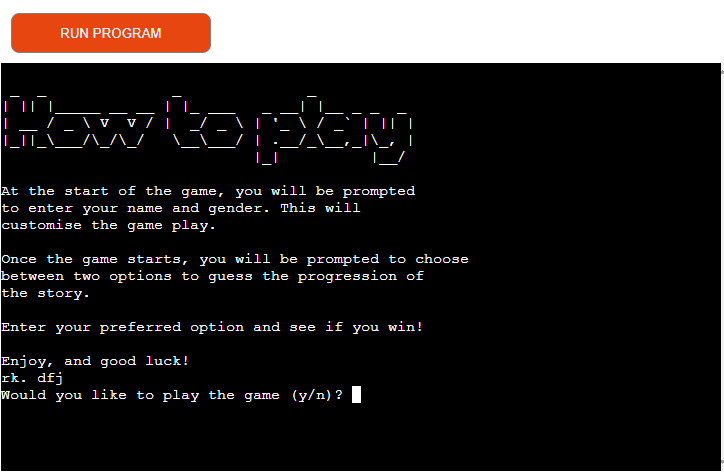 RUN PROGRAM
How to play
At the start of the game, you will be prompted
to enter your name and gender. This will
customise the game play.
Once the game starts, you will be prompted to choose
between two options to guess the progression of
the story.
Enter your preferred option and see if you win!
Enjoy, and good luck!
rk. dfj
Would you like to play the game (y/n)?